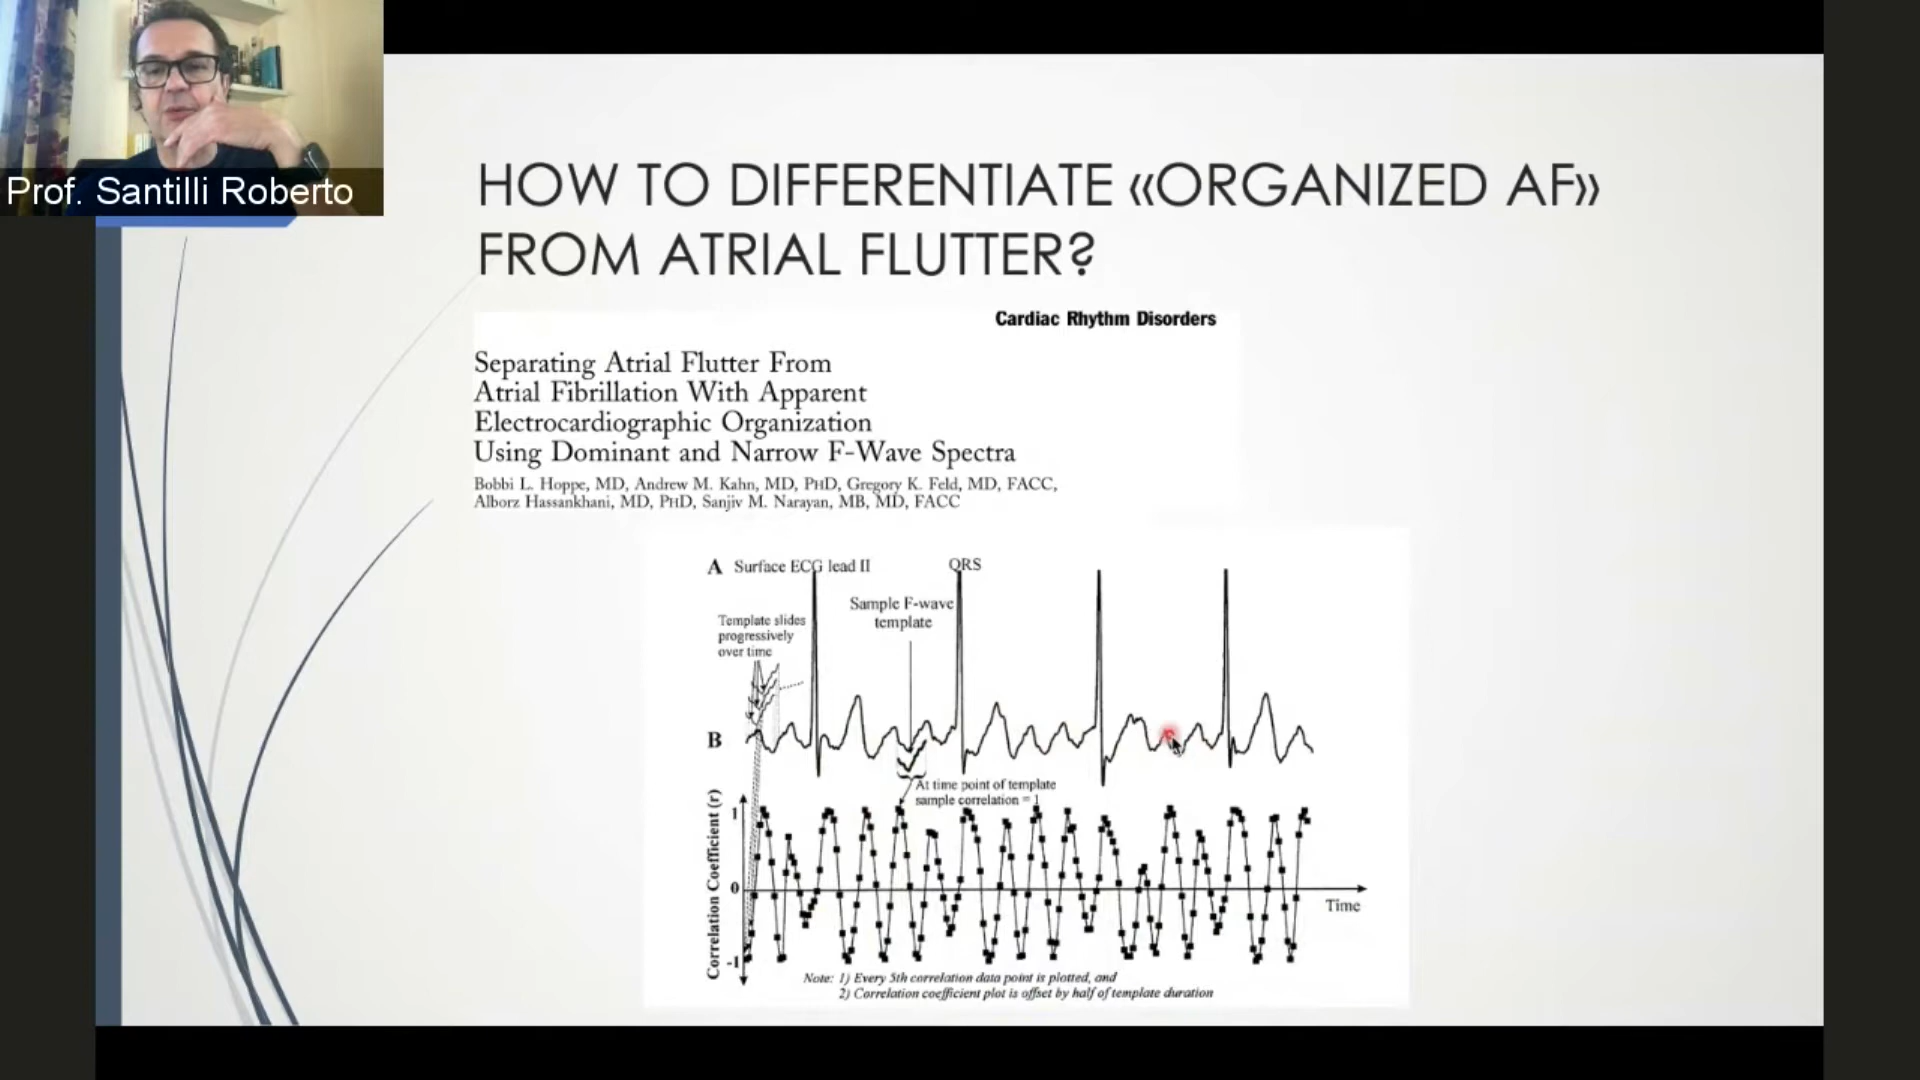 Prof. Santilli Roberto
HOW TO DIFFERENTIATE «ORGANIZED AF»
FROM ATRIAL FLUTTER?
Cardiac Rhythm Disorders
Separating Atrial Flutter From
Atrial Fibrillation With Apparent
Electrocardiographic Organization
Using Dominant and Narrow F-Wave Spectra
Bobbi L. Hoppe, MD, Andrew M. Kahn, MD, PHD, Gregory K. Feld, MD, FACC,
Alborz Hassankhani, MD, PHD, Sanjiv M. Narayan, MB, MD, FACC
A Surface ECG lead II
QRS
Sample F-wave
template
Template slides
progressively
over time
B
At time point of template
sample correlation = 1
Correlation Coefficient (r)
1
0
-1
Time
Note: 1) Every 5th correlation data point is plotted, and
2) Correlation coefficient plot is offset by half of template duration